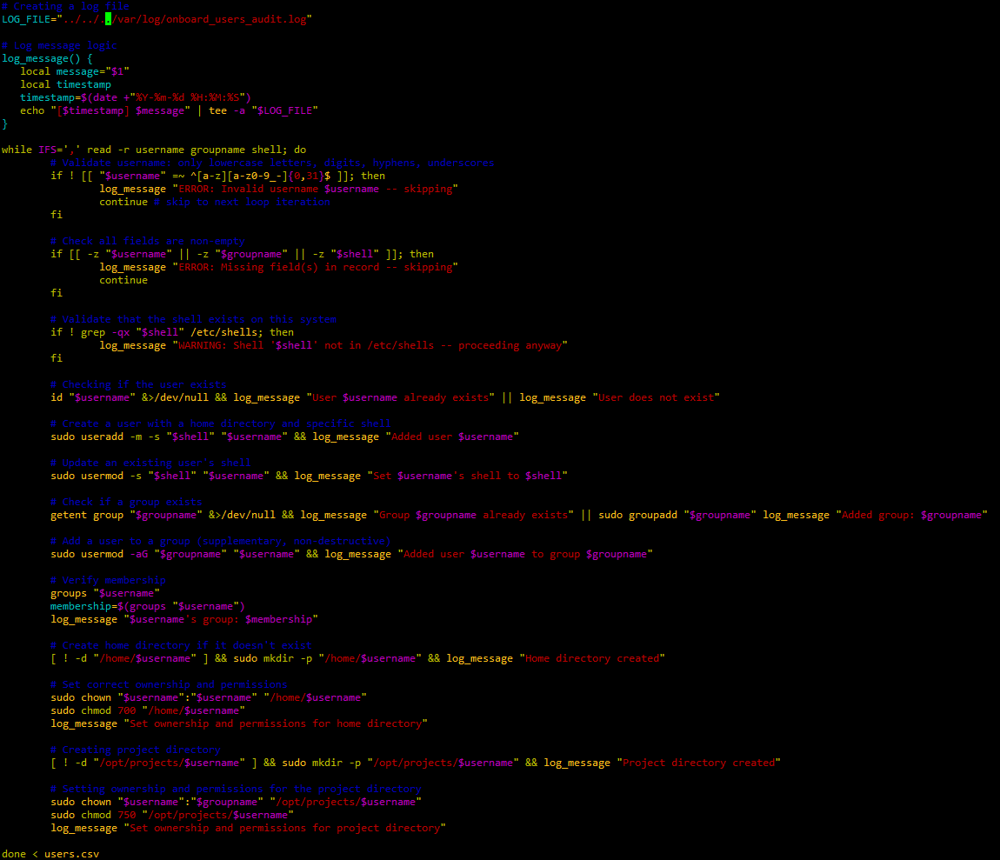 # Creating a log file
LOG_FILE="../../../var/log/onboard_users_audit.log"

# Log message logic
log_message() {
   local message="$1"
   local timestamp
   timestamp=$(date +"%Y-%m-%d %H:%M:%S")
   echo "[$timestamp] $message" | tee -a "$LOG_FILE"
}

while IFS=',' read -r username groupname shell; do
        # Validate username: only lowercase letters, digits, hyphens, underscores
        if ! [[ "$username" =~ ^[a-z][a-z0-9_-]{0,31}$ ]]; then
                log_message "ERROR: Invalid username $username -- skipping"
                continue # skip to next loop iteration
        fi

        # Check all fields are non-empty
        if [[ -z "$username" || -z "$groupname" || -z "$shell" ]]; then
                log_message "ERROR: Missing field(s) in record -- skipping"
                continue
        fi

        # Validate that the shell exists on this system
        if ! grep -qx "$shell" /etc/shells; then
                log_message "WARNING: Shell '$shell' not in /etc/shells -- proceeding anyway"
        fi

        # Checking if the user exists
        id "$username" &>/dev/null && log_message "User $username already exists" || log_message "User does not exist"

        # Create a user with a home directory and specific shell
        sudo useradd -m -s "$shell" "$username" && log_message "Added user $username"

        # Update an existing user's shell
        sudo usermod -s "$shell" "$username" && log_message "Set $username's shell to $shell"

        # Check if a group exists
        getent group "$groupname" &>/dev/null && log_message "Group $groupname already exists" || sudo groupadd "$groupname" log_message "Added group: $groupname"

        # Add a user to a group (supplementary, non-destructive)
        sudo usermod -aG "$groupname" "$username" && log_message "Added user $username to group $groupname"

        # Verify membership
        groups "$username"
        membership=$(groups "$username")
        log_message "$username's group: $membership"

        # Create home directory if it doesn't exist
        [ ! -d "/home/$username" ] && sudo mkdir -p "/home/$username" && log_message "Home directory created"

        # Set correct ownership and permissions
        sudo chown "$username":"$username" "/home/$username"
        sudo chmod 700 "/home/$username"
        log_message "Set ownership and permissions for home directory"

        # Creating project directory
        [ ! -d "/opt/projects/$username" ] && sudo mkdir -p "/opt/projects/$username" && log_message "Project directory created"

        # Setting ownership and permissions for the project directory
        sudo chown "$username":"$groupname" "/opt/projects/$username"
        sudo chmod 750 "/opt/projects/$username"
        log_message "Set ownership and permissions for project directory"

done < users.csv